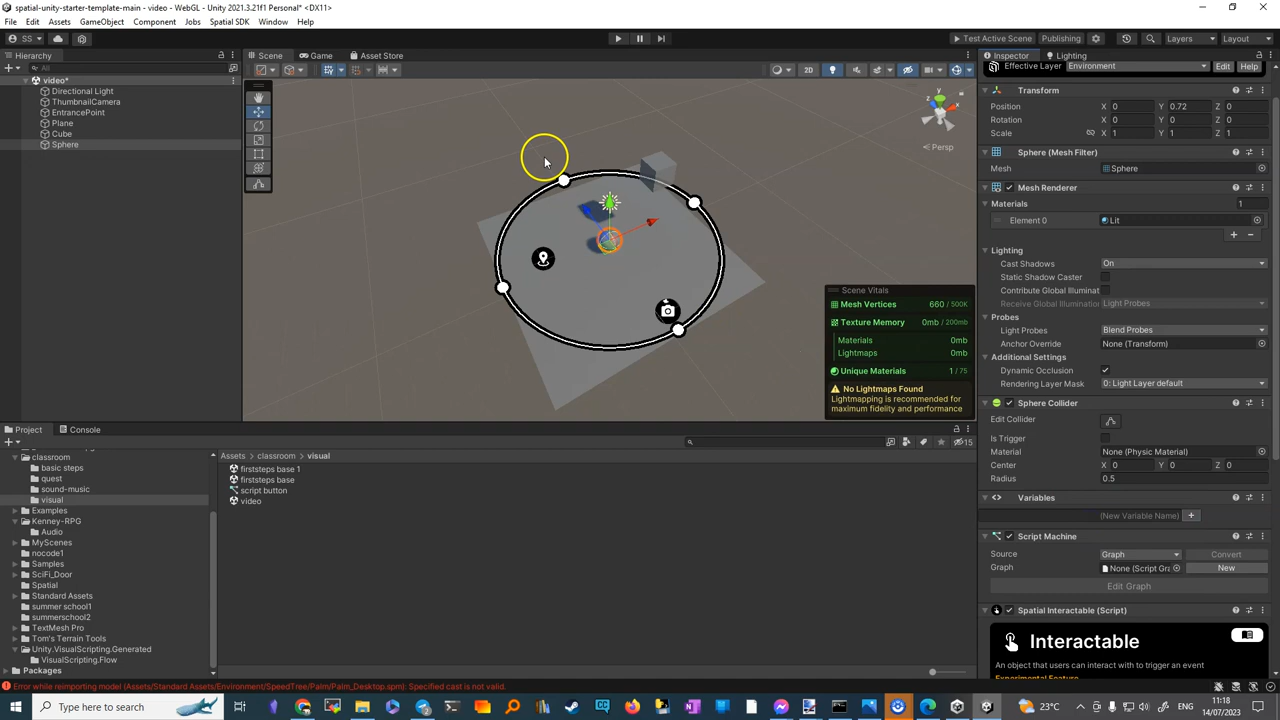 spatial-unity-starter-template-main - video - WebGL - Unity 2021.3.21f1 Personal* <DX11>
File Edit Assets GameObject Component Jobs Spatial SDK Window Help
SS Test Active Scene Publishing Layers Layout
Hierarchy Scene Game Asset Store Inspector Lighting
All
2D
Effective Layer Environment Edit Help
video*
Directional Light
ThumbnailCamera
EntrancePoint
Plane
Cube
Sphere
Persp
Transform
Position X 0 Y 0.72 Z 0
Rotation X 0 Y 0 Z 0
Scale X 1 Y 1 Z 1
Sphere (Mesh Filter)
Mesh Sphere
Mesh Renderer
Materials 1
Element 0 Lit
Lighting
Cast Shadows On
Static Shadow Caster
Contribute Global Illuminat
Receive Global Illumination Light Probes
Probes
Light Probes Blend Probes
Anchor Override None (Transform)
Additional Settings
Dynamic Occlusion
Rendering Layer Mask 0: Light Layer default
Sphere Collider
Edit Collider
Is Trigger
Material None (Physic Material)
Center X 0 Y 0 Z 0
Radius 0.5
Variables
(New Variable Name)
Script Machine
Source Graph Convert
Graph None (Script Gra New
Edit Graph
Spatial Interactable (Script)
Interactable
An object that users can interact with to trigger an event
Experimental Feature
Scene Vitals
Mesh Vertices 660 / 500K
Texture Memory 0mb / 200mb
Materials 0mb
Lightmaps 0mb
Unique Materials 1 / 75
No Lightmaps Found
Lightmapping is recommended for
maximum fidelity and performance
Project Console
15
classroom
basic steps
quest
sound-music
visual
Examples
Kenney-RPG
Audio
MyScenes
nocode1
Samples
SciFi_Door
Spatial
Standard Assets
summer school1
summerschool2
TextMesh Pro
Tom's Terrain Tools
Unity.VisualScripting.Generated
VisualScripting.Flow
Packages
Assets classroom visual
firststeps base 1
firststeps base
script button
video
Error while reimporting model (Assets/Standard Assets/Environment/SpeedTree/Palm/Palm_Desktop.spm): Specified cast is not valid.
Type here to search
23°C
ENG
11:18
14/07/2023